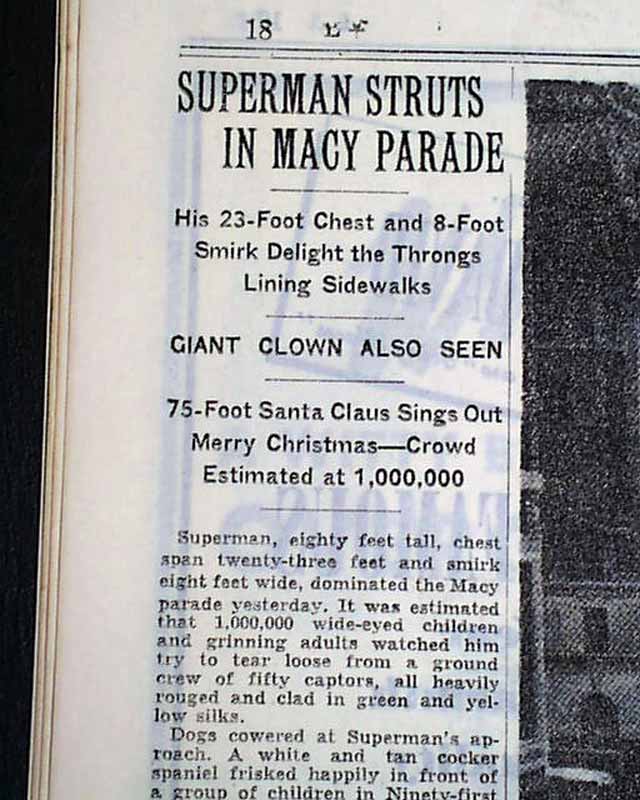 18
SUPERMAN STRUTS
IN MACY PARADE
His 23-Foot Chest and 8-Foot
Smirk Delight the Throngs
Lining Sidewalks
GIANT CLOWN ALSO SEEN
75-Foot Santa Claus Sings Out
Merry Christmas—Crowd
Estimated at 1,000,000
Superman, eighty feet tall, chest
span twenty-three feet and smirk
eight feet wide, dominated the Macy
parade yesterday. It was estimated
that 1,000,000 wide-eyed children
and grinning adults watched him
try to tear loose from a ground
crew of fifty captors, all heavily
rouged and clad in green and yel-
low silks.
Dogs cowered at Superman's ap-
roach. A white and tan cocker
spaniel frisked happily in front of
a group of children in Ninety-first